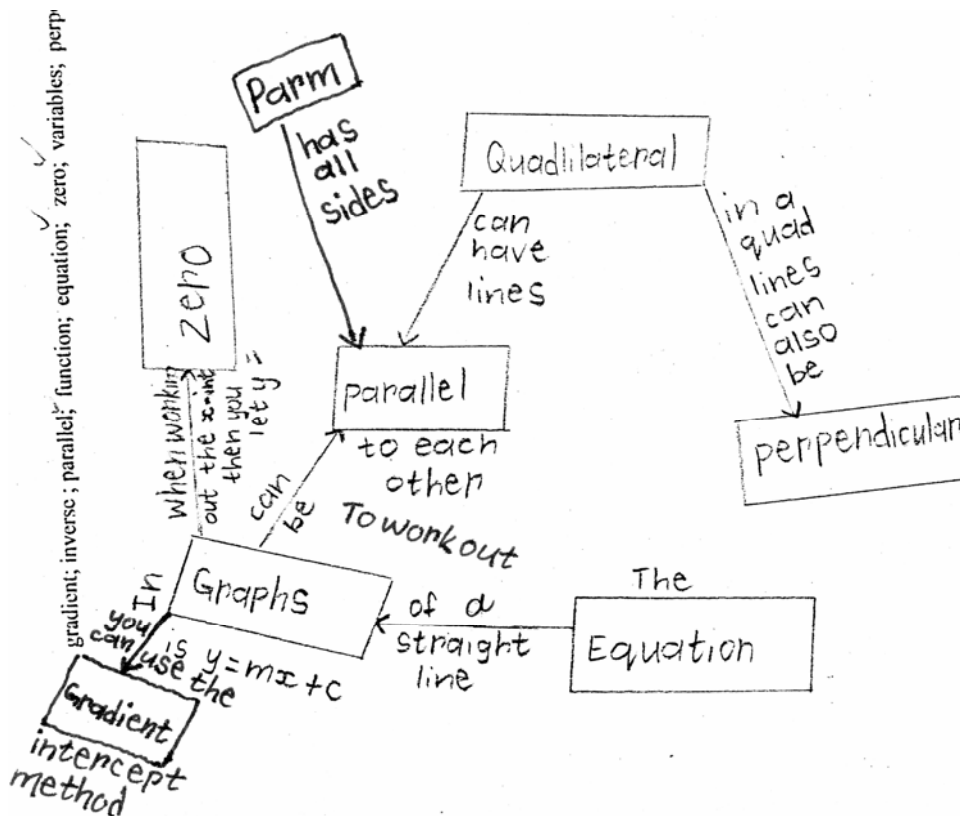 gradient; inverse ; parallel; function; equation; zero; variables; perp
Parm
has
all
sides
Quadlilateral
can
have
lines
in a
quad
lines
can
also
be
zero
when working
out the x-int
then you
let y =
parallel
to each
other
perpendicular
can
be
To work out
Graphs
of a
straight
line
The
Equation
In
you
can use the
is y=mx+c
Gradient
intercept
method